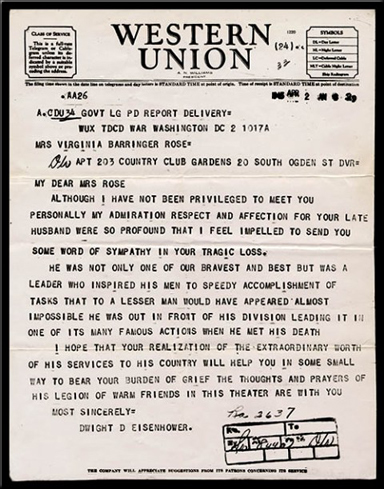 CLASS OF SERVICE
This is a full-rate Telegram or Cablegram unless its deferred character is indicated by a suitable symbol above or preceding the address.
WESTERN
UNION
A. N. WILLIAMS
PRESIDENT
1220
(24)
SYMBOLS
DL=Day Letter
NL=Night Letter
LC=Deferred Cable
NLT=Cable Night Letter
Ship Radiogram
The filing time shown in the date line on telegrams and day letters is STANDARD TIME at point of origin. Time of receipt is STANDARD TIME at point of destination
=AA26
APR 2
A.CDU34 GOVT LG PD REPORT DELIVERY=
WUX TDCD WAR WASHINGTON DC 2 1017A
MRS VIRGINIA BARRINGER ROSE=
APT 203 COUNTRY CLUB GARDENS 20 SOUTH OGDEN ST DVR=
MY DEAR MRS ROSE
ALTHOUGH I HAVE NOT BEEN PRIVILEGED TO MEET YOU
PERSONALLY MY ADMIRATION RESPECT AND AFFECTION FOR YOUR LATE
HUSBAND WERE SO PROFOUND THAT I FEEL IMPELLED TO SEND YOU
SOME WORD OF SYMPATHY IN YOUR TRAGIC LOSS.
HE WAS NOT ONLY ONE OF OUR BRAVEST AND BEST BUT WAS A
LEADER WHO INSPIRED HIS MEN TO SPEEDY ACCOMPLISHMENT OF
TASKS THAT TO A LESSER MAN WOULD HAVE APPEARED ALMOST
IMPOSSIBLE HE WAS OUT IN FRONT OF HIS DIVISION LEADING IT IN
ONE OF ITS MANY FAMOUS ACTIONS WHEN HE MET HIS DEATH
I HOPE THAT YOUR REALIZATION OF THE EXTRAORDINARY WORTH
OF HIS SERVICES TO HIS COUNTRY WILL HELP YOU IN SOME SMALL
WAY TO BEAR YOUR BURDEN OF GRIEF THE THOUGHTS AND PRAYERS OF
HIS LEGION OF WARM FRIENDS IN THIS THEATER ARE WITH YOU
MOST SINCERELY=
DWIGHT D EISENHOWER.
2637
To
THE COMPANY WILL APPRECIATE SUGGESTIONS FROM ITS PATRONS CONCERNING ITS SERVICE